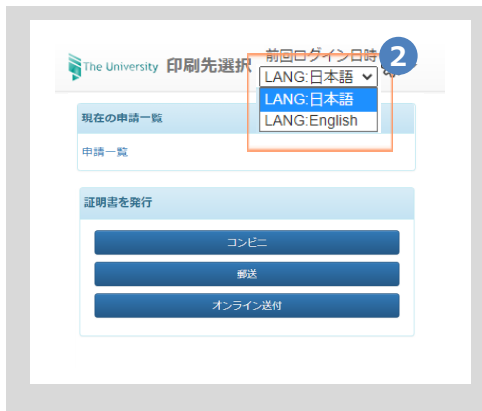 前回ログイン日時
2
The University 印刷先選択
LANG:日本語
LANG:日本語
LANG:English
現在の申請一覧
申請一覧
証明書を発行
コンビニ
郵送
オンライン送付